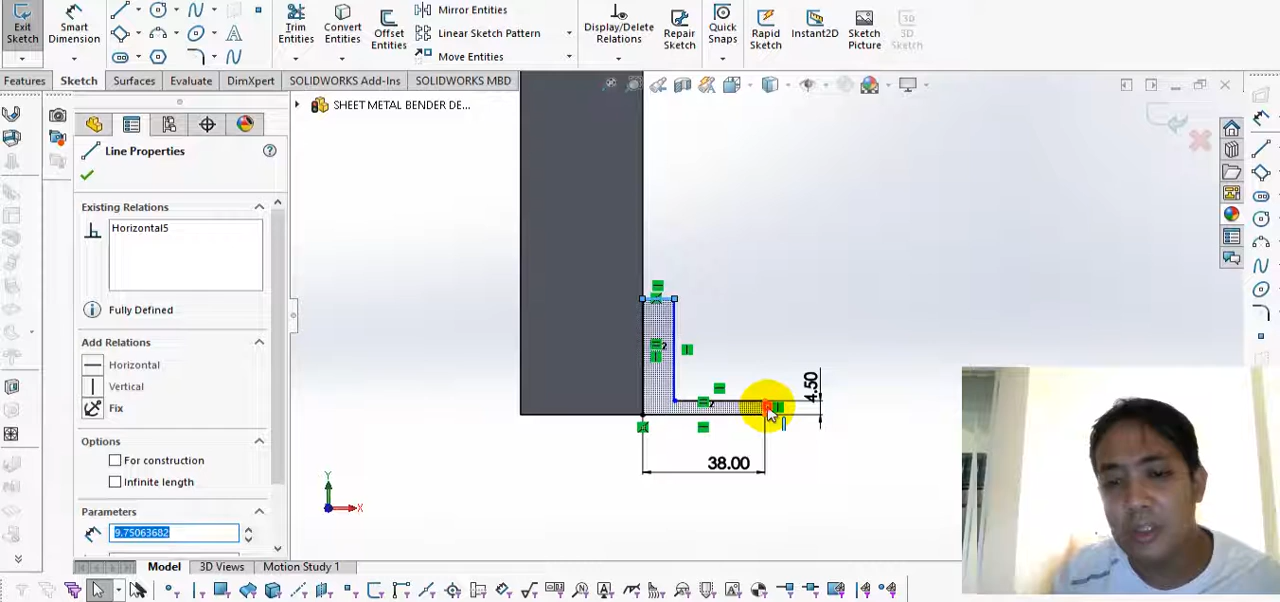 Exit
Sketch
Smart
Dimension
Trim
Entities
Convert
Entities
Offset
Entities
Mirror Entities
Linear Sketch Pattern
Move Entities
Display/Delete
Relations
Repair
Sketch
Quick
Snaps
Rapid
Sketch
Instant2D
Sketch
Picture
3D
Sketch
Features
Sketch
Surfaces
Evaluate
DimXpert
SOLIDWORKS Add-Ins
SOLIDWORKS MBD
SHEET METAL BENDER DE...
Line Properties
Existing Relations
Horizontal5
Fully Defined
Add Relations
Horizontal
Vertical
Fix
Options
For construction
Infinite length
Parameters
9.75063682
2
2
4.50
38.00
Y
X
Model
3D Views
Motion Study 1